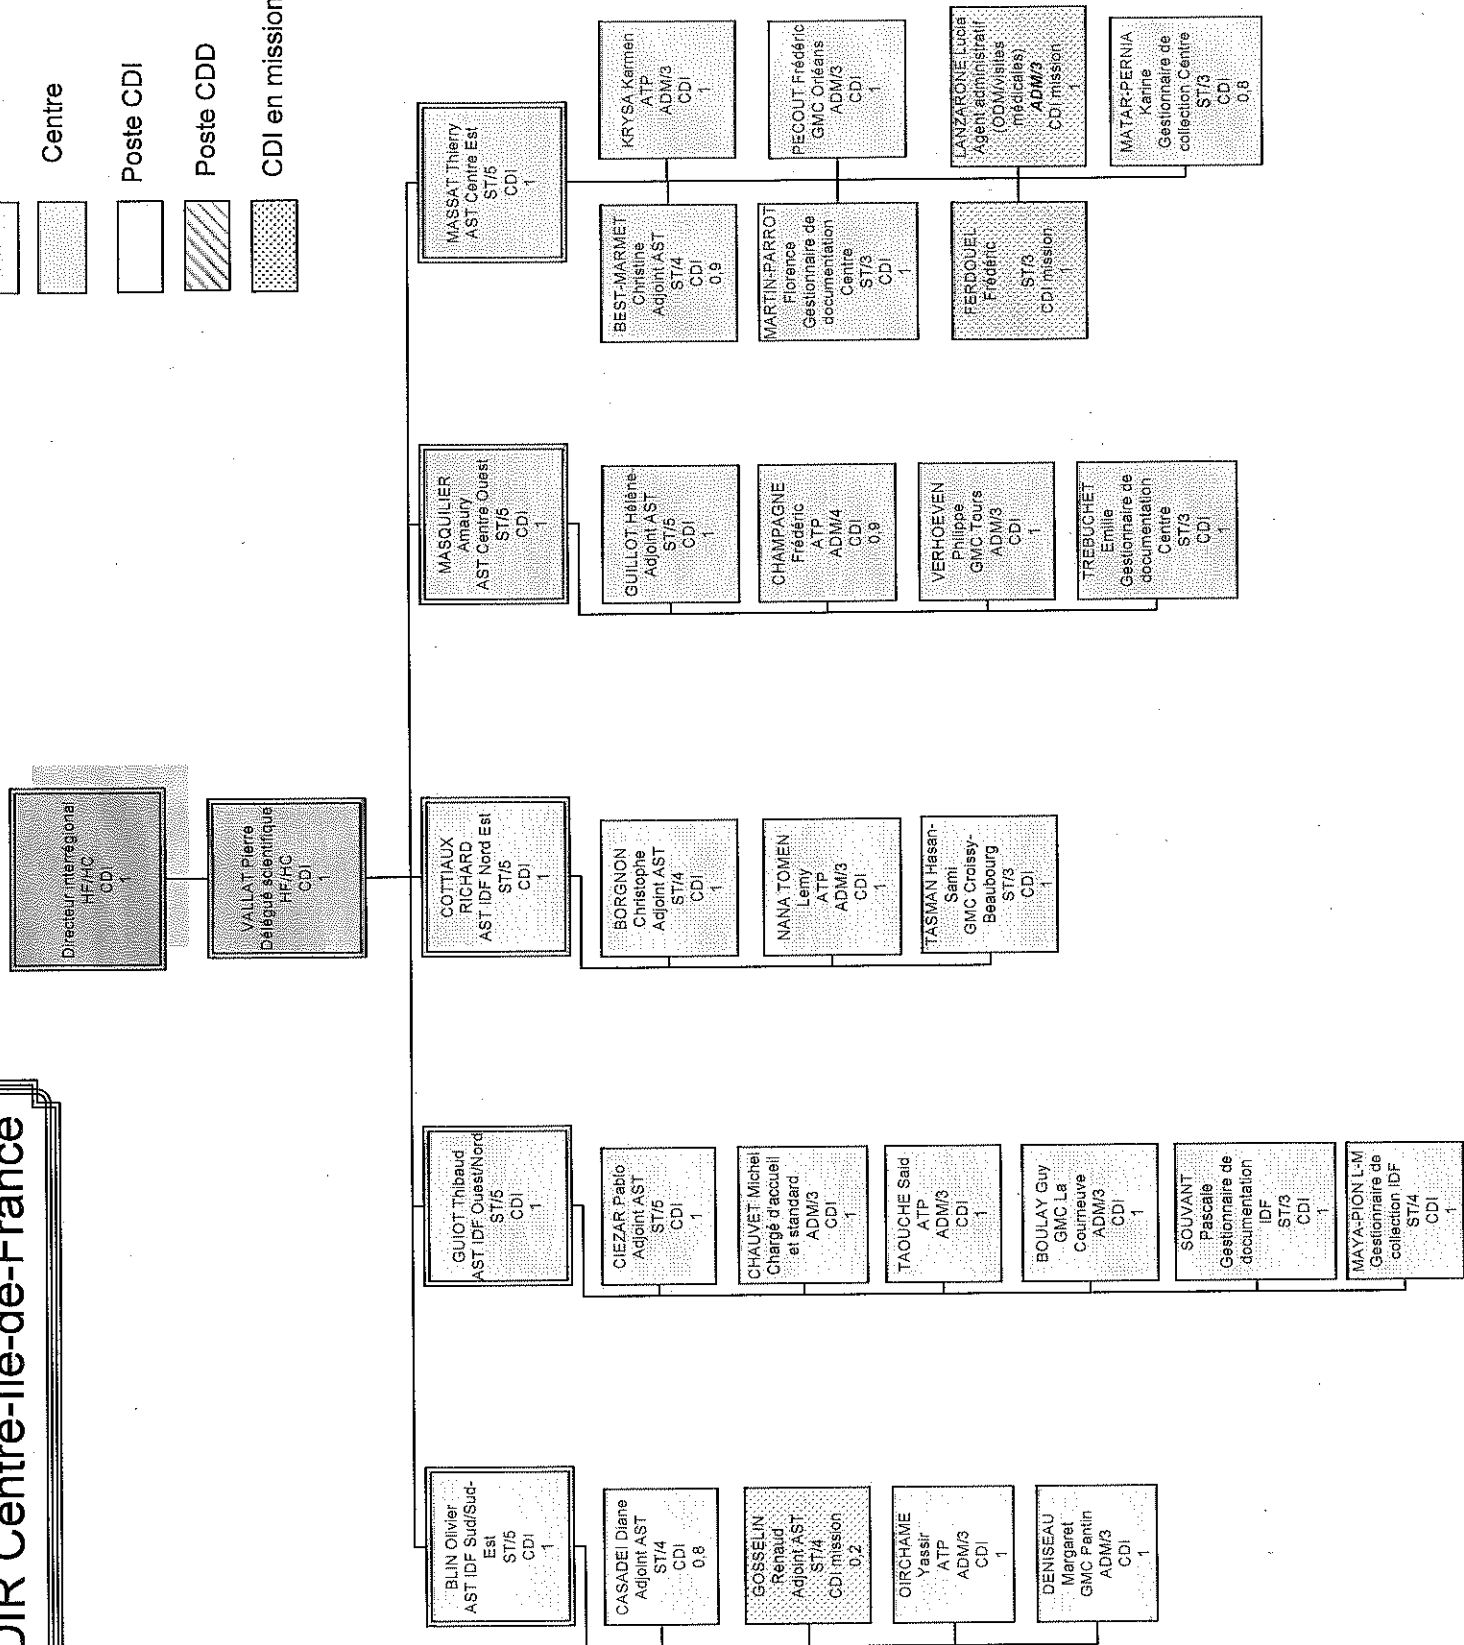 DIR Centre-Ile-de-France
Centre
Poste CDI
Poste CDD
CDI en mission
Directeur interrégional
HF/HC
CDI
1
VALLAT Pierre
Délégué scientifique
HF/HC
CDI
1
BLIN Olivier
AST IDF Sud/Sud-
Est
ST/5
CDI
1
CASADEI Diane
Adjoint AST
ST/4
CDI
0,8
GOSSELIN
Renaud
Adjoint AST
ST/4
CDI mission
0,2
OIRCHAME
Yassir
ATP
ADM/3
CDI
1
DENISEAU
Margaret
GMC Pantin
ADM/3
CDI
1
GUIOT Thibaud
AST IDF Ouest/Nord
ST/5
CDI
1
CIEZAR Pablo
Adjoint AST
ST/5
CDI
1
CHAUVET Michel
Chargé d'accueil
et standard
ADM/3
CDI
1
TAOUCHE Said
ATP
ADM/3
CDI
1
BOULAY Guy
GMC La
Courneuve
ADM/3
CDI
1
SOUVANT
Pascale
Gestionnaire de
documentation
IDF
ST/3
CDI
1
MAYA-PION L-M
Gestionnaire de
collection IDF
ST/4
CDI
1
COTTIAUX
RICHARD
AST IDF Nord Est
ST/5
CDI
1
BORGNON
Christophe
Adjoint AST
ST/4
CDI
1
NANA TOMEN
Lemy
ATP
ADM/3
CDI
1
TASMAN Hasan-
Sami
GMC Croissy-
Beaubourg
ST/3
CDI
1
MASQUILIER
Amaury
AST Centre Ouest
ST/5
CDI
1
GUILLOT Hélène
Adjoint AST
ST/5
CDI
1
CHAMPAGNE
Frédéric
ATP
ADM/4
CDI
0,9
VERHOEVEN
Philippe
GMC Tours
ADM/3
CDI
1
TREBUCHET
Emilie
Gestionnaire de
documentation
Centre
ST/3
CDI
1
MASSAT Thierry
AST Centre Est
ST/5
CDI
1
BEST-MARMET
Christine
Adjoint AST
ST/4
CDI
0,9
KRYSA Karmen
ATP
ADM/3
CDI
1
MARTIN-PARROT
Florence
Gestionnaire de
documentation
Centre
ST/3
CDI
1
PECOUT Frédéric
GMC Orléans
ADM/3
CDI
1
FERDOUEL
Frédéric
ST/3
CDI mission
1
LANZARONE Lucia
Agent administratif
(ODM/visites
médicales)
ADM/3
CDI mission
1
MATAR-PERNIA
Karine
Gestionnaire de
collection Centre
ST/3
CDI
0,8